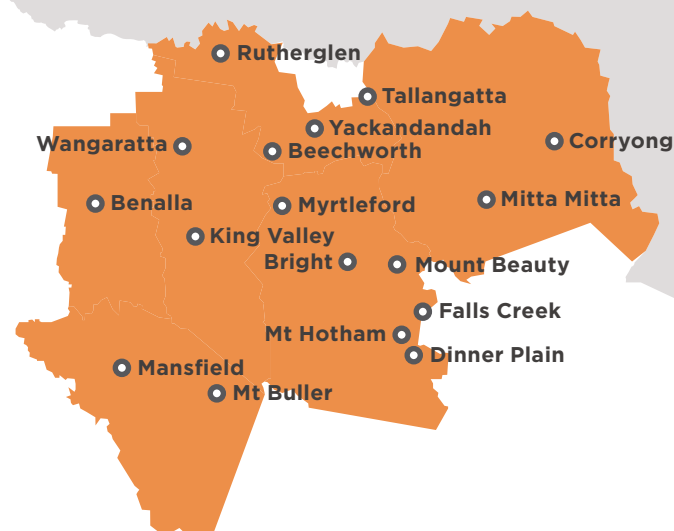 Rutherglen
Tallangatta
Yackandandah
Corryong
Wangaratta
Beechworth
Mitta Mitta
Benalla
Myrtleford
King Valley
Bright
Mount Beauty
Falls Creek
Mt Hotham
Dinner Plain
Mansfield
Mt Buller